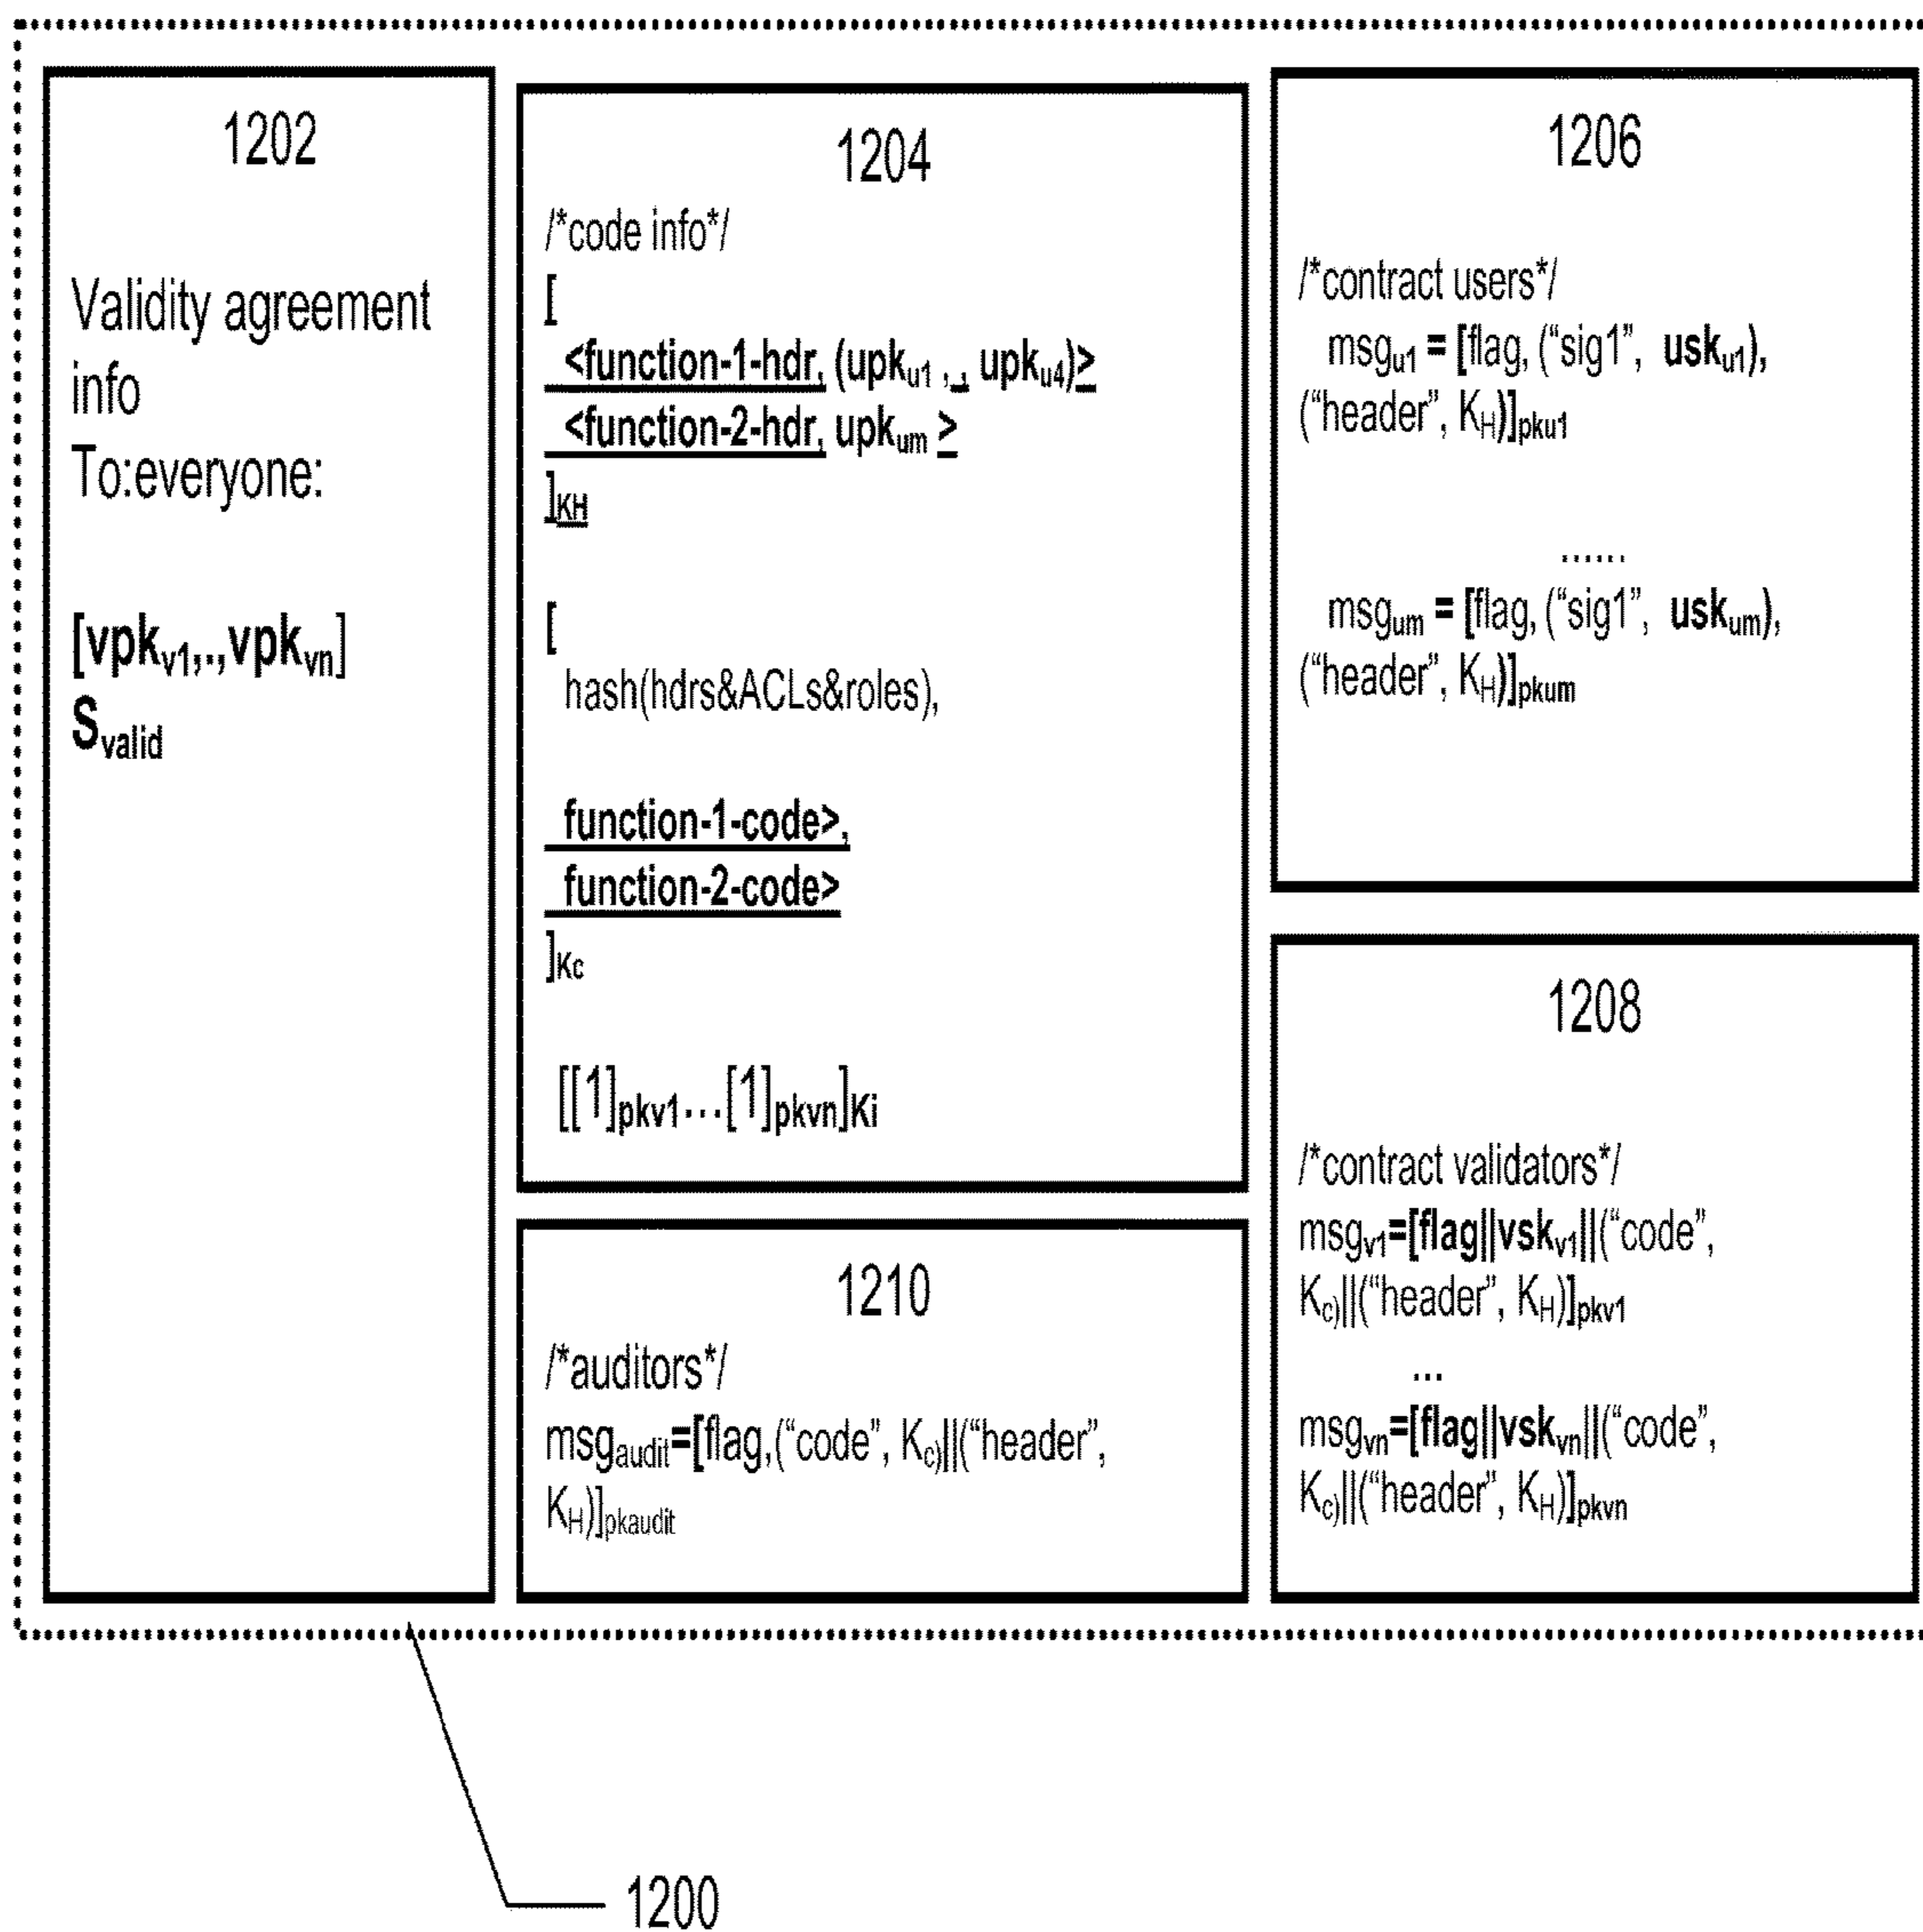 1202
Validity agreement
info
To:everyone:
[vpkv1,.,vpkvn]
Svalid
1204
/*code info*/
[
<function-1-hdr, (upku1 ,., upku4)>
<function-2-hdr, upkum >
]KH
[
hash(hdrs&ACLs&roles),
function-1-code>,
function-2-code>
]Kc
[[1]pkv1...[1]pkvn]Ki
1210
/*auditors*/
msgaudit=[flag,("code", Kc)||("header",
KH)]pkaudit
1206
/*contract users*/
msgu1 = [flag, ("sig1", usku1),
("header", KH)]pku1
......
msgum = [flag, ("sig1", uskum),
("header", KH)]pkum
1208
/*contract validators*/
msgv1=[flag||vskv1||("code",
Kc)||("header", KH)]pkv1
...
msgvn=[flag||vskvn||("code",
Kc)||("header", KH)]pkvn
1200